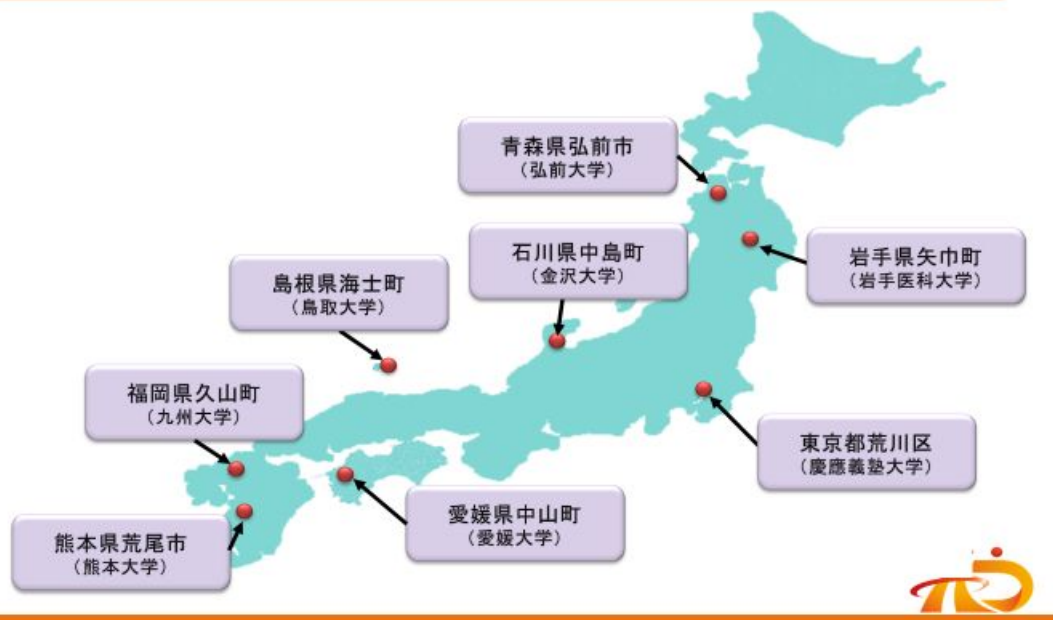 青森県弘前市
（弘前大学）
石川県中島町
（金沢大学）
岩手県矢巾町
（岩手医科大学）
島根県海士町
（鳥取大学）
福岡県久山町
（九州大学）
東京都荒川区
（慶應義塾大学）
愛媛県中山町
（愛媛大学）
熊本県荒尾市
（熊本大学）